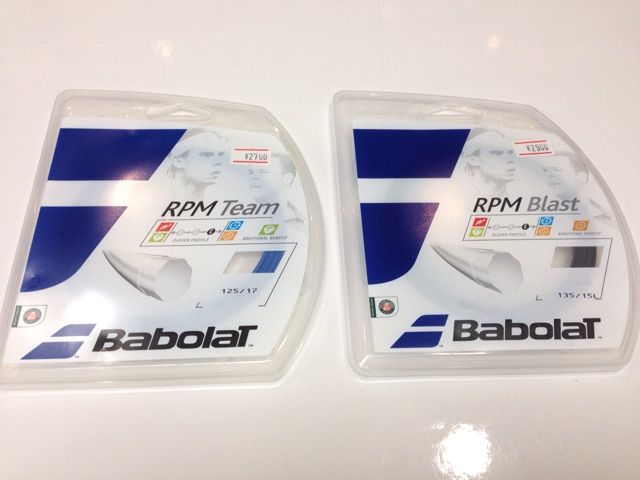 ¥2700
RPM Team
PLAYER PROFILE
ADDITIONAL BENEFIT
125/17
BABOLAT
¥2900
RPM Blast
PLAYER PROFILE
ADDITIONAL BENEFIT
135/15L
BABOLAT